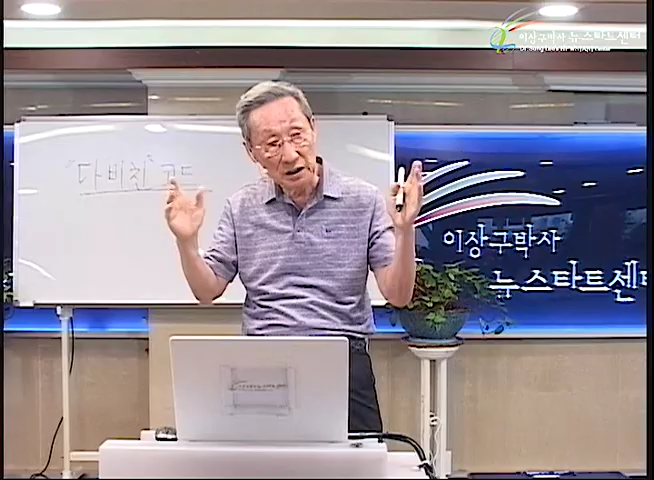 이상구박사 뉴스타트센터
"다비친" 코드
이상구박사
뉴스타트센터